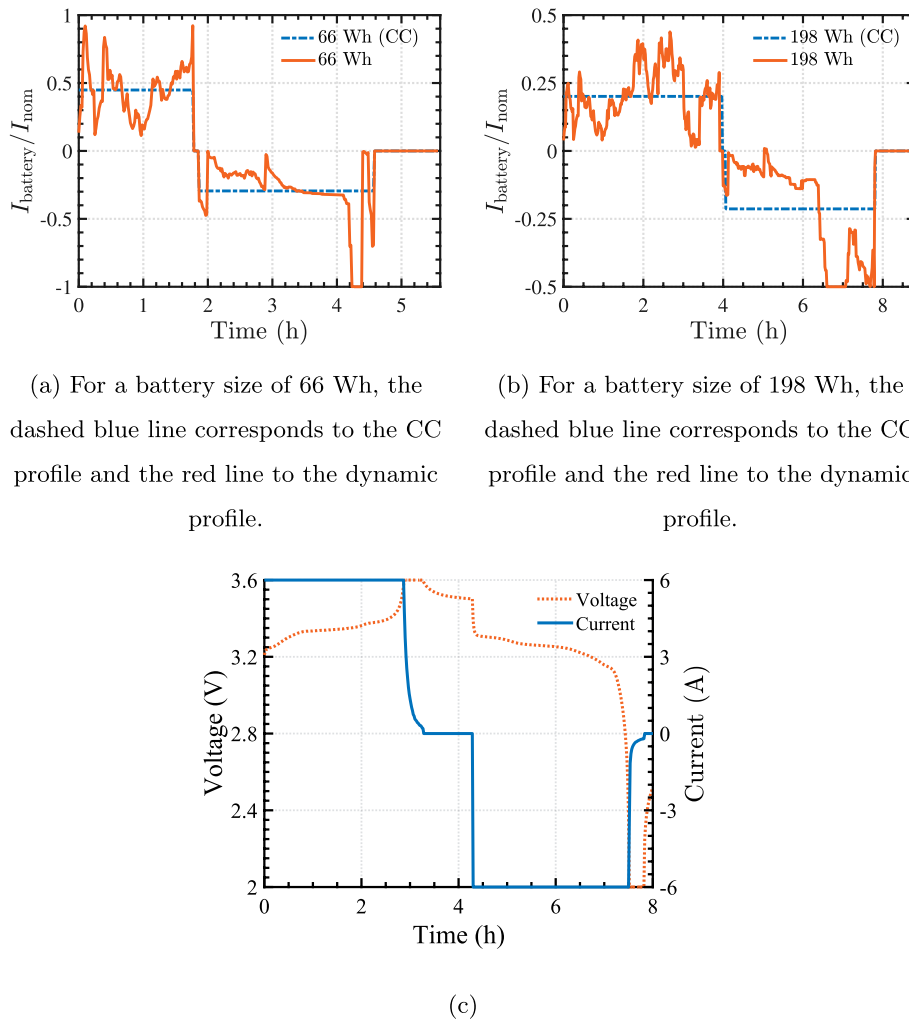 1
0.5
0
-0.5
-1
I_battery/I_nom
66 Wh (CC)
66 Wh
0 1 2 3 4 5
Time (h)
0.5
0.25
0
-0.25
-0.5
I_battery/I_nom
198 Wh (CC)
198 Wh
0 2 4 6 8
Time (h)
(a) For a battery size of 66 Wh, the
dashed blue line corresponds to the CC
profile and the red line to the dynamic
profile.
(b) For a battery size of 198 Wh, the
dashed blue line corresponds to the CC
profile and the red line to the dynamic
profile.
3.6
3.2
2.8
2.4
2
Voltage (V)
Voltage
Current
6
3
0
-3
-6
Current (A)
0 2 4 6 8
Time (h)
(c)